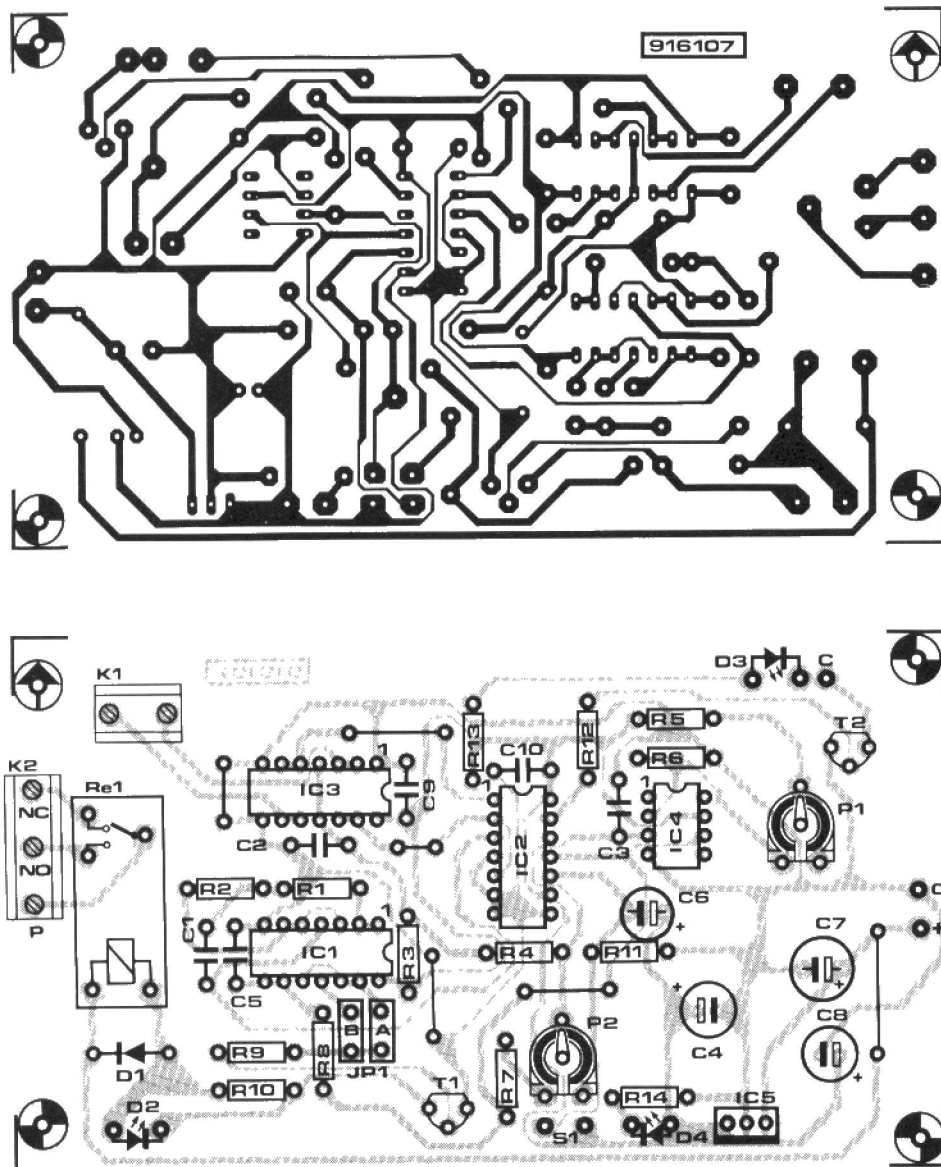 916107
K1
D3
C
R13
R12
R5
T2
K2
Re1
1
C10
R6
NC
IC3
C9
1
1
P1
NO
C2
IC2
C3
IC4
R2
R1
C6
P
1
C7
C1
IC1
R3
R4
R11
+
C5
+
+
B
A
P2
C8
R9
R8
C4
D1
JP1
R7
+
R10
T1
R14
IC5
D2
S1
D4